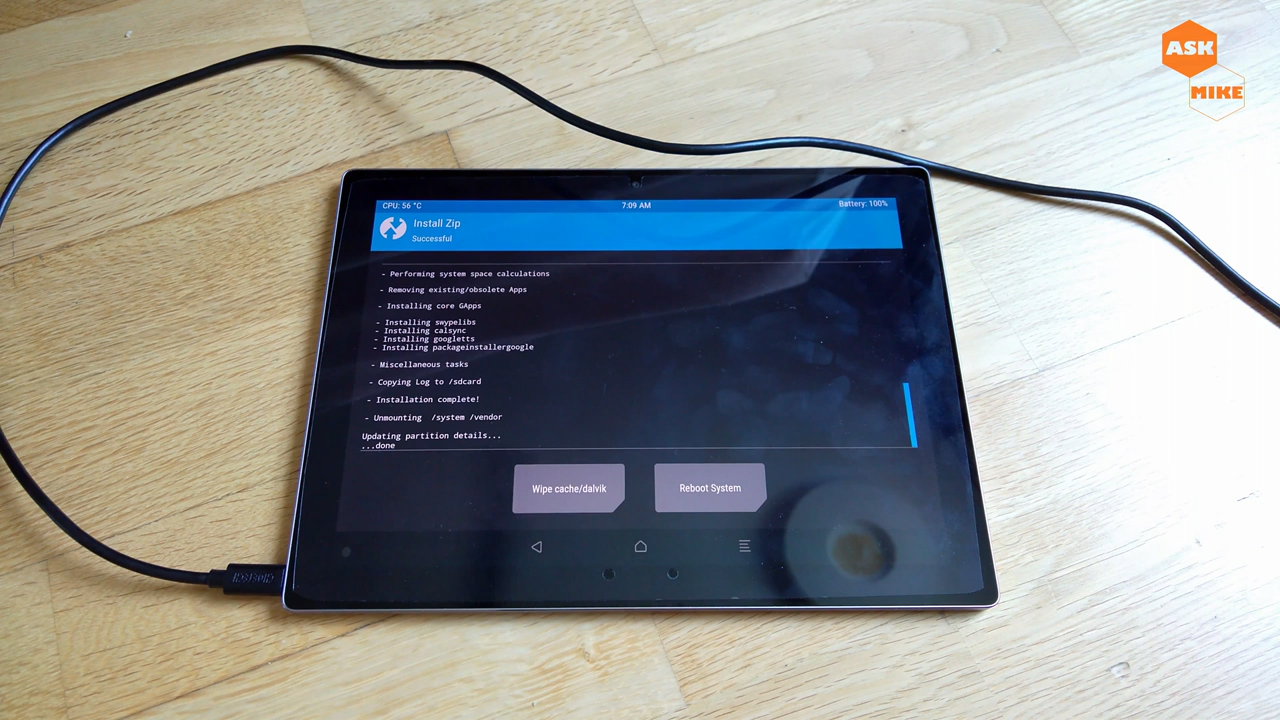 ASK
MIKE
CPU: 56 °C
7:09 AM
Battery: 100%
Install Zip
Successful
- Performing system space calculations
- Removing existing/obsolete Apps
- Installing core GApps
- Installing swypelibs
- Installing calsync
- Installing googletts
- Installing packageinstallergoogle
- Miscellaneous tasks
- Copying Log to /sdcard
- Installation complete!
- Unmounting /system /vendor
Updating partition details...
...done
Wipe cache/dalvik
Reboot System